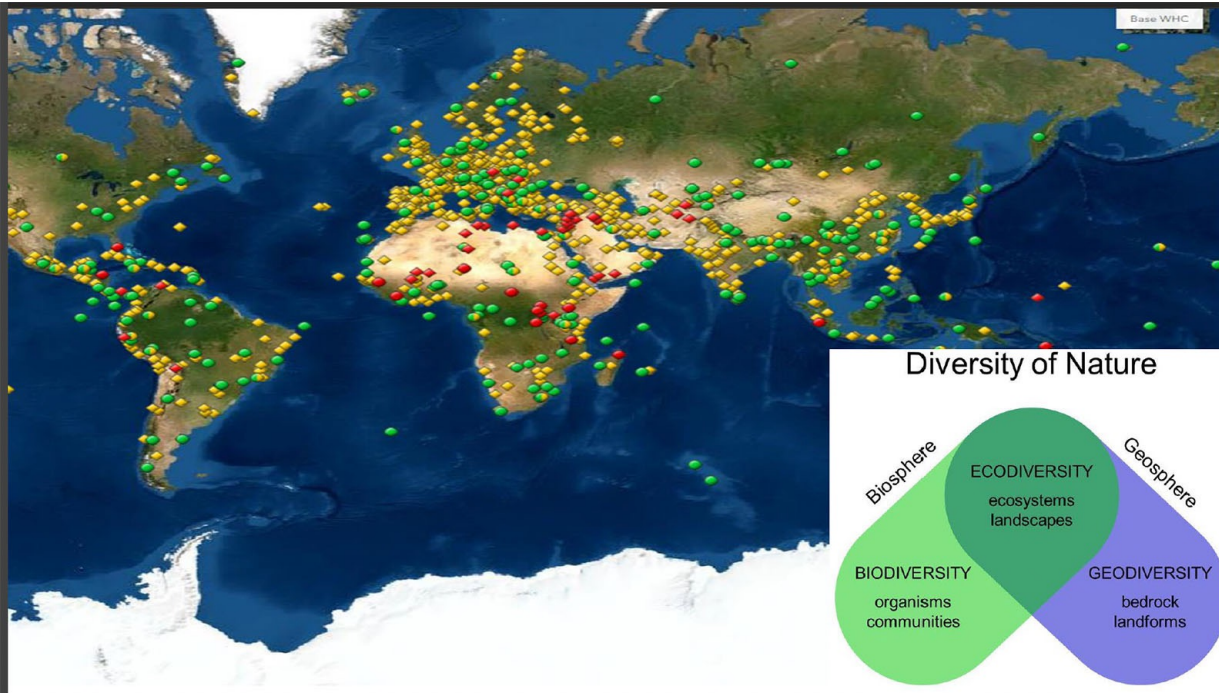 Base WHC
Diversity of Nature
Biosphere
Geosphere
ECODIVERSITY
ecosystems
landscapes
BIODIVERSITY
organisms
communities
GEODIVERSITY
bedrock
landforms